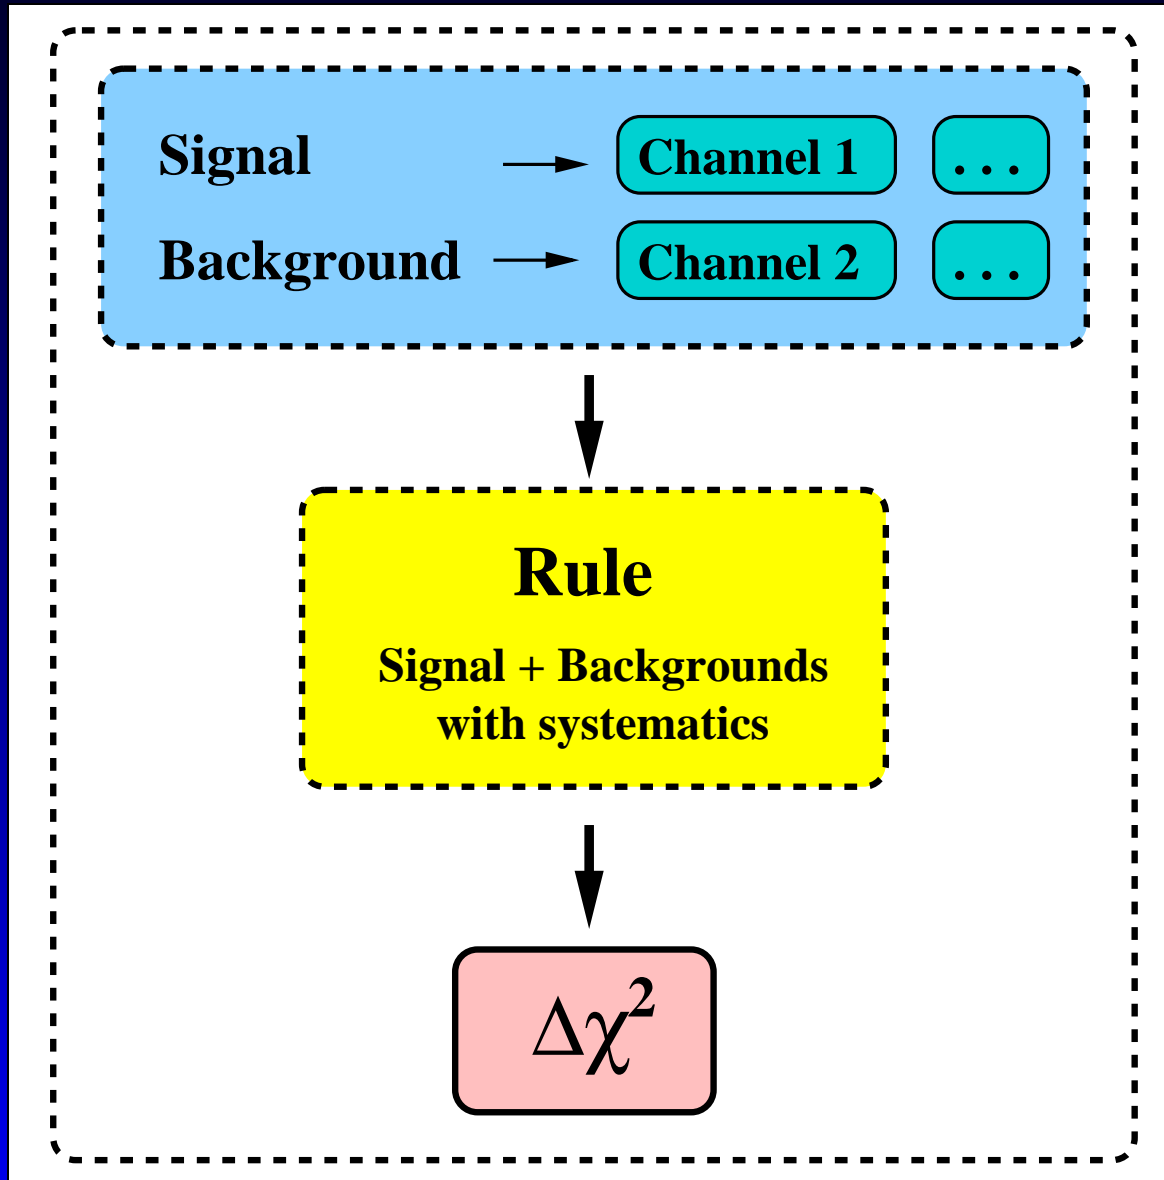 Signal → Channel 1 ...
Background → Channel 2 ...
Rule
Signal + Backgrounds
with systematics
Δχ²